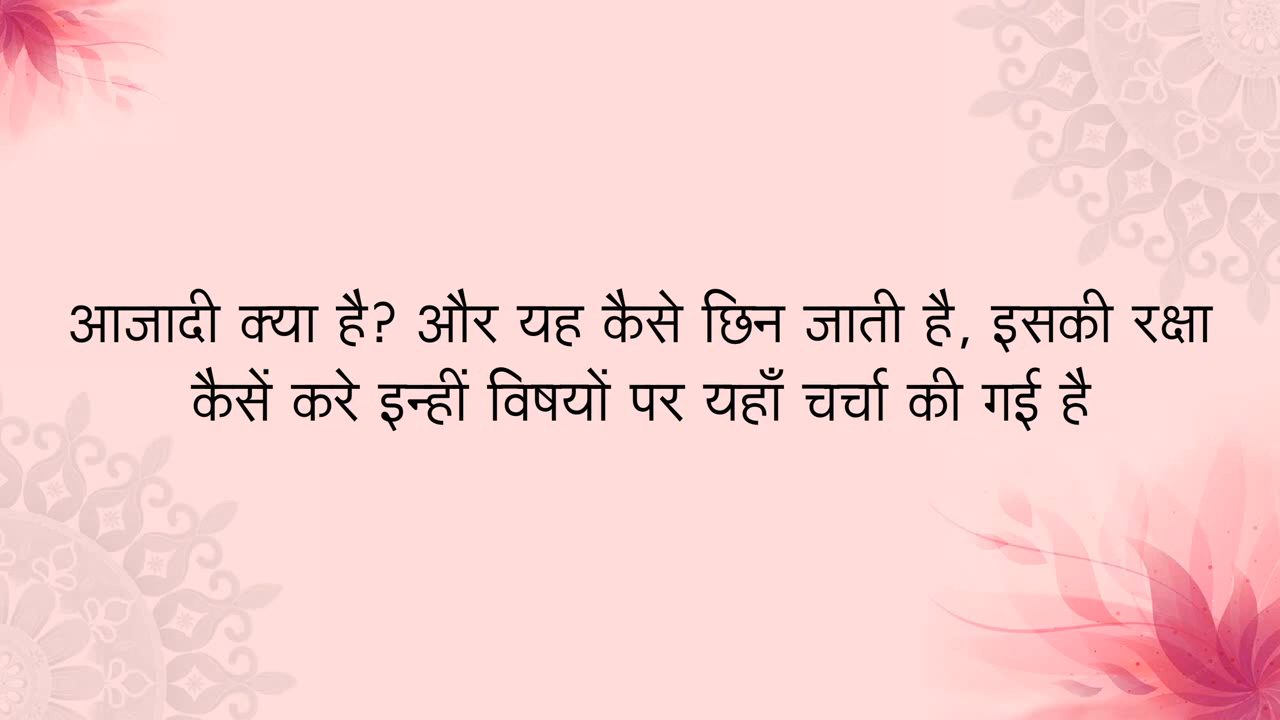 आजादी क्या है? और यह कैसे छिन जाती है, इसकी रक्षा
कैसें करे इन्हीं विषयों पर यहाँ चर्चा की गई है